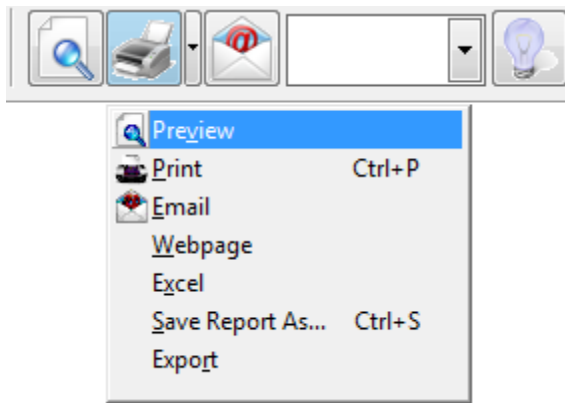 @
Preview
Print Ctrl+P
Email
Webpage
Excel
Save Report As... Ctrl+S
Export